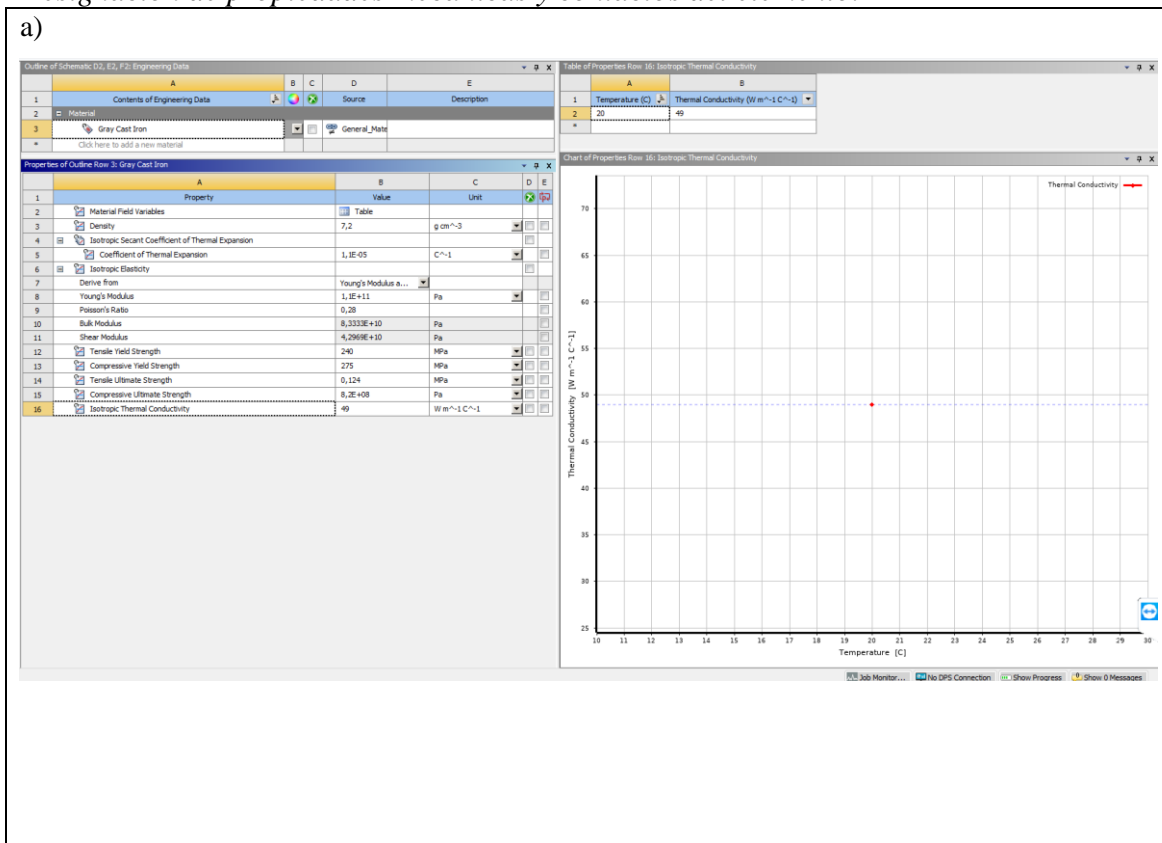 a)
Outline of Schematic D2, E2, F2: Engineering Data
A B C D E
1 Contents of Engineering Data Source Description
2 Material
3 Gray Cast Iron General_Mate
* Click here to add a new material
Properties of Outline Row 3: Gray Cast Iron
A B C D E
1 Property Value Unit
2 Material Field Variables Table
3 Density 7,2 g cm^-3
4 Isotropic Secant Coefficient of Thermal Expansion
5 Coefficient of Thermal Expansion 1,1E-05 C^-1
6 Isotropic Elasticity
7 Derive from Young's Modulus a...
8 Young's Modulus 1,1E+11 Pa
9 Poisson's Ratio 0,28
10 Bulk Modulus 8,3333E+10 Pa
11 Shear Modulus 4,2969E+10 Pa
12 Tensile Yield Strength 240 MPa
13 Compressive Yield Strength 275 MPa
14 Tensile Ultimate Strength 0,124 MPa
15 Compressive Ultimate Strength 8,2E+08 Pa
16 Isotropic Thermal Conductivity 49 W m^-1 C^-1
Table of Properties Row 16: Isotropic Thermal Conductivity
A B
1 Temperature (C) Thermal Conductivity (W m^-1 C^-1)
2 20 49
*
Chart of Properties Row 16: Isotropic Thermal Conductivity
Thermal Conductivity
70
65
60
55
50
45
40
35
30
25
Thermal Conductivity [W m^-1 C^-1]
10 11 12 13 14 15 16 17 18 19 20 21 22 23 24 25 26 27 28 29 30
Temperature [C]
Job Monitor... No DPS Connection Show Progress Show 0 Messages